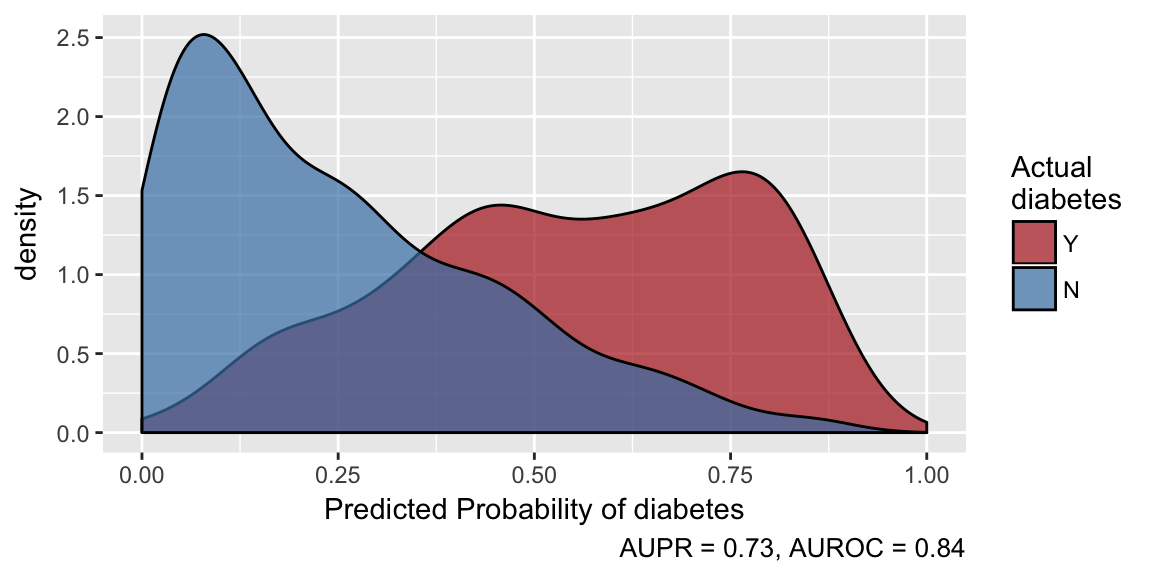 2.5
2.0
1.5
1.0
0.5
0.0
density
0.00 0.25 0.50 0.75 1.00
Predicted Probability of diabetes
AUPR = 0.73, AUROC = 0.84
Actual
diabetes
Y
N